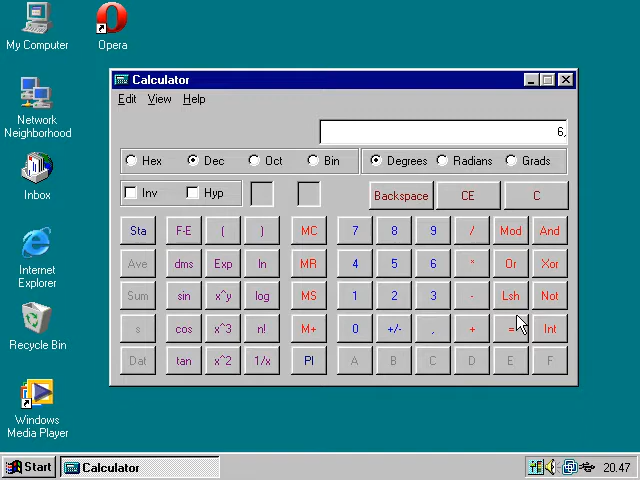 My Computer
Opera
Calculator
Edit View Help
6,
Network
Neighborhood
Hex Dec Oct Bin Degrees Radians Grads
Inv Hyp Backspace CE C
Inbox
Sta F-E ( ) MC 7 8 9 / Mod And
Ave dms Exp ln MR 4 5 6 * Or Xor
Internet
Explorer
Sum sin x^y log MS 1 2 3 - Lsh Not
s cos x^3 n! M+ 0 +/- , + = Int
Recycle Bin
Dat tan x^2 1/x PI A B C D E F
Windows
Media Player
Start Calculator 20.47